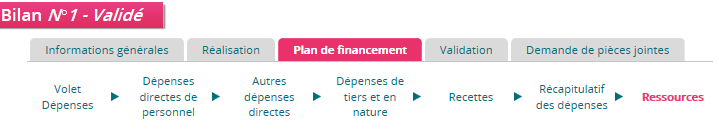 Bilan N°1 - Validé
Informations générales Réalisation Plan de financement Validation Demande de pièces jointes
Volet Dépenses
Dépenses directes de personnel
Autres dépenses directes
Dépenses de tiers et en nature
Recettes
Récapitulatif des dépenses
Ressources